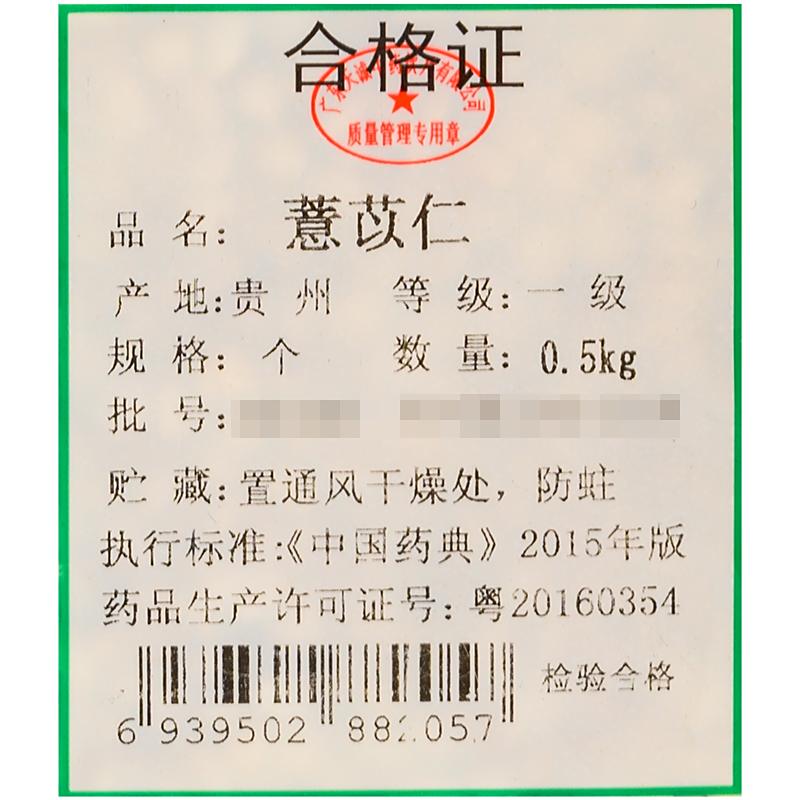 合格证
质量管理专用章
品 名: 薏苡仁
产 地:贵 州 等 级:一 级
规 格: 个 数 量: 0.5kg
批 号:
贮 藏:置通风干燥处,防蛀
执行标准:《中国药典》2015年版
药品生产许可证号:粤20160354
检验合格
6 939502 882057